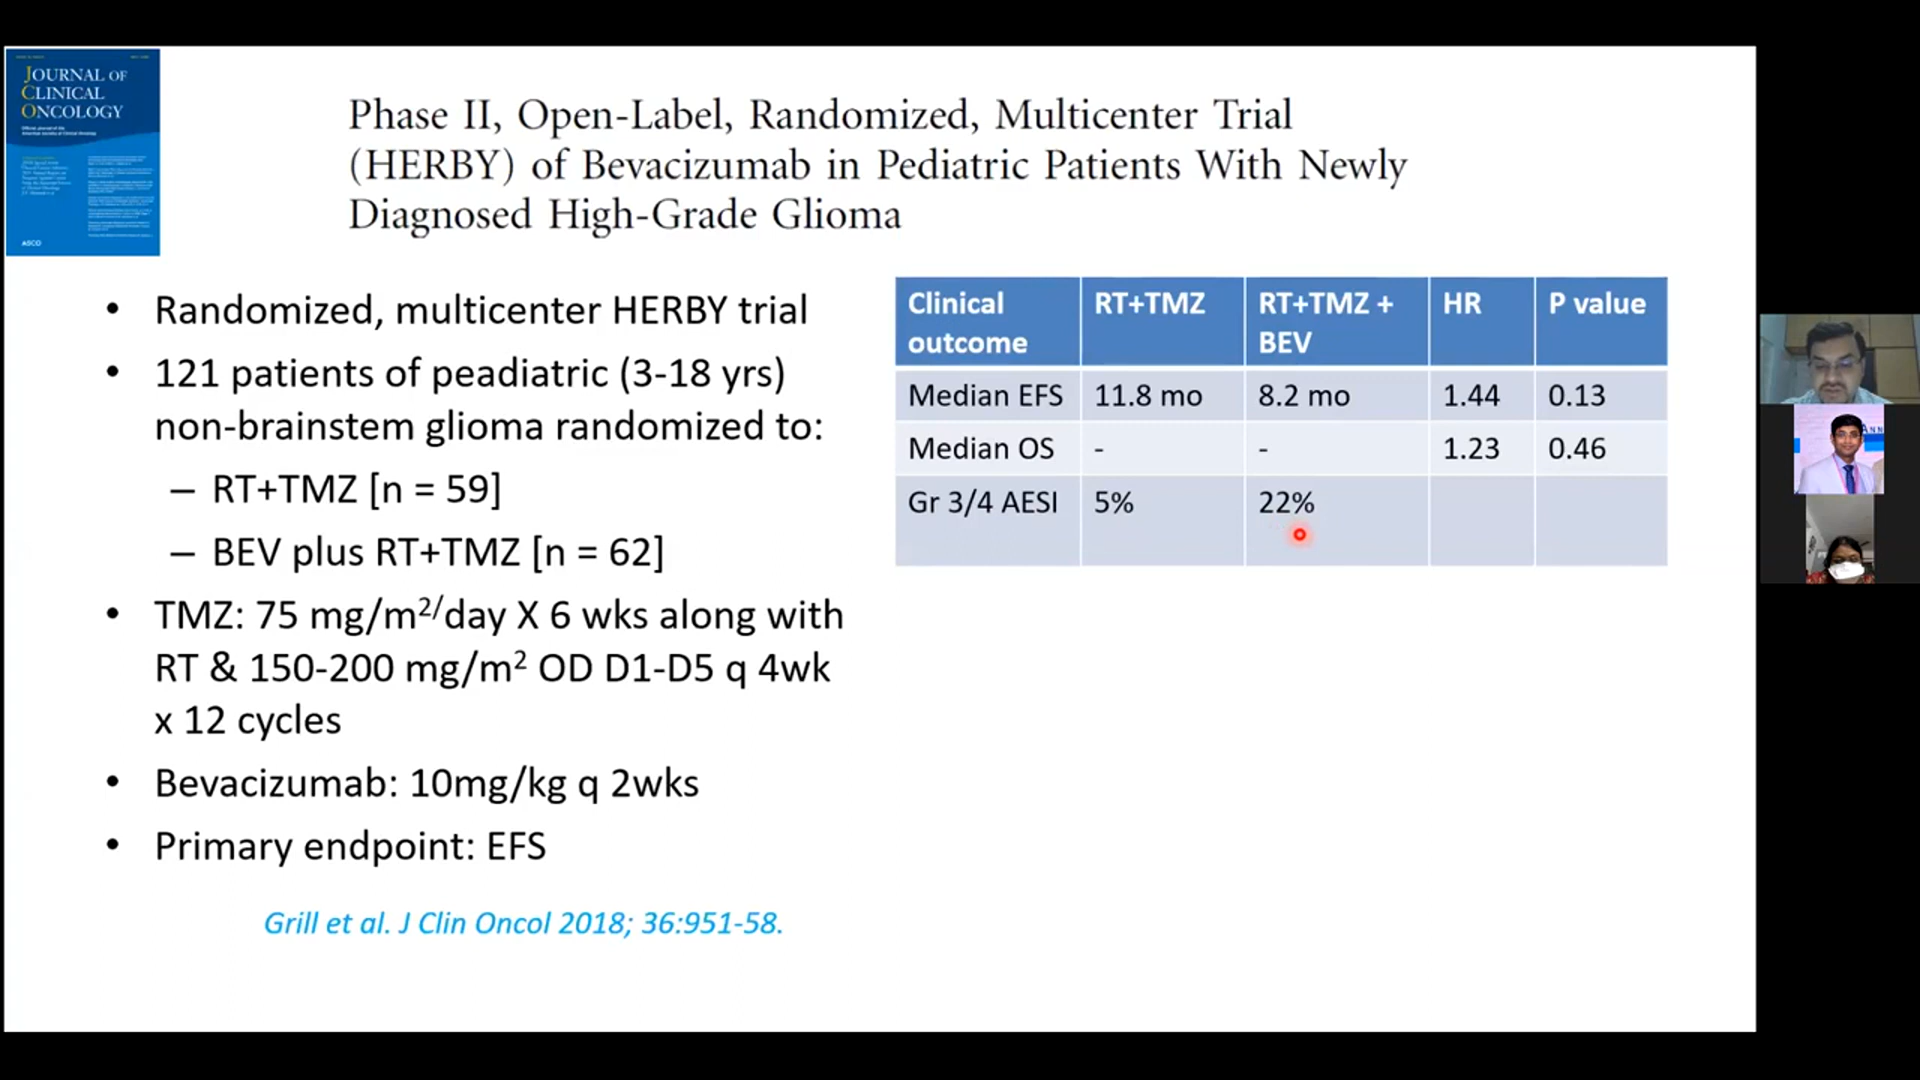 JOURNAL OF
CLINICAL
ONCOLOGY
ASCO
Phase II, Open-Label, Randomized, Multicenter Trial
(HERBY) of Bevacizumab in Pediatric Patients With Newly
Diagnosed High-Grade Glioma
• Randomized, multicenter HERBY trial
• 121 patients of peadiatric (3-18 yrs)
non-brainstem glioma randomized to:
– RT+TMZ [n = 59]
– BEV plus RT+TMZ [n = 62]
• TMZ: 75 mg/m²/day X 6 wks along with
RT & 150-200 mg/m² OD D1-D5 q 4wk
x 12 cycles
• Bevacizumab: 10mg/kg q 2wks
• Primary endpoint: EFS
Grill et al. J Clin Oncol 2018; 36:951-58.
Clinical outcome RT+TMZ RT+TMZ + BEV HR P value
Median EFS 11.8 mo 8.2 mo 1.44 0.13
Median OS - - 1.23 0.46
Gr 3/4 AESI 5% 22%